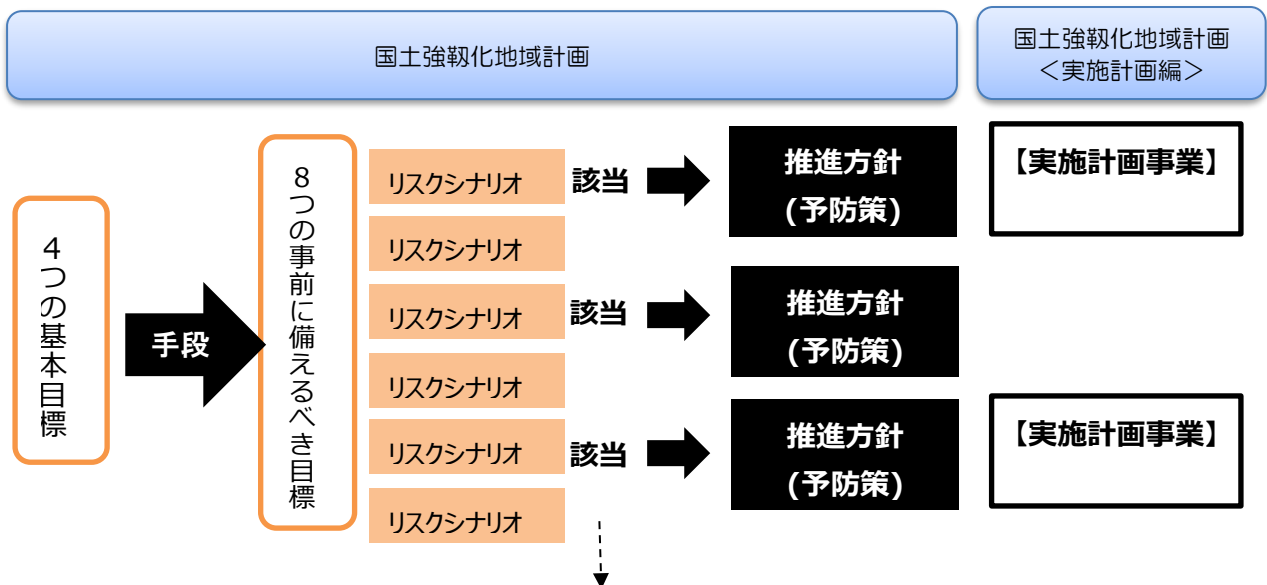 国土強靱化地域計画
国土強靱化地域計画
＜実施計画編＞
4つの基本目標
手段
8つの事前に備えるべき目標
リスクシナリオ
該当
推進方針
(予防策)
【実施計画事業】
リスクシナリオ
リスクシナリオ
該当
推進方針
(予防策)
リスクシナリオ
リスクシナリオ
該当
推進方針
(予防策)
【実施計画事業】
リスクシナリオ